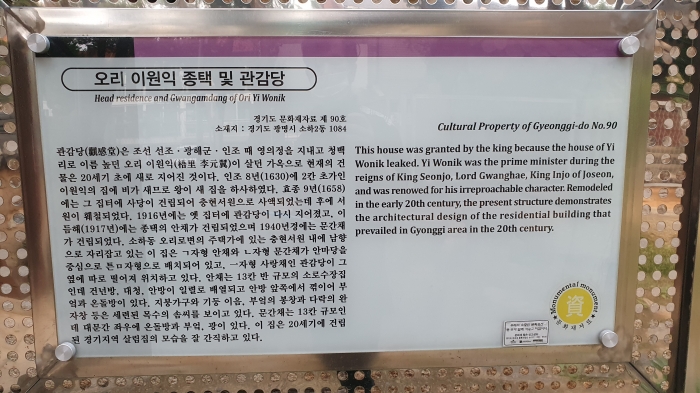 오리 이원익 종택 및 관감당
Head residence and Gwangamdang of Ori Yi Wonik
경기도 문화재자료 제 90호
소재지 : 경기도 광명시 소하2동 1084
관감당(觀感堂)은 조선 선조·광해군·인조 때 영의정을 지내고 청백
리로 이름 높던 오리 이원익(梧里 李元翼)이 살던 가옥으로 현재의 건
물은 20세기 초에 새로 지어진 것이다. 인조 8년(1630)에 2칸 초가인
이원익의 집에 비가 새므로 왕이 새 집을 하사하였다. 효종 9년(1658)
에는 그 집터에 사당이 건립되어 충현서원으로 사액되었는데 후에 서
원이 훼철되었다. 1916년에는 옛 집터에 관감당이 다시 지어졌고, 이
듬해(1917년)에는 종택의 안채가 건립되었으며 1940년경에는 문간채
가 건립되었다. 소하동 오리로변의 주택가에 있는 충현서원 내에 남향
으로 자리잡고 있는 이 집은 ㄱ자형 안채와 ㄴ자형 문간채가 안마당을
중심으로 튼ㅁ자형으로 배치되어 있고, 一자형 사랑채인 관감당이 그
옆에 따로 떨어져 위치하고 있다. 안채는 13칸 반 규모의 소로수장집
인데 건넌방, 대청, 안방이 일렬로 배열되고 안방 앞쪽에서 꺾이어 부
엌과 온돌방이 있다. 지붕가구와 기둥 이음, 부엌의 봉창과 다락의 완
자창 등은 세련된 목수의 솜씨를 보이고 있다. 문간채는 13칸 규모인
데 대문간 좌우에 온돌방과 부엌, 광이 있다. 이 집은 20세기에 건립
된 경기지역 살림집의 모습을 잘 간직하고 있다.
Cultural Property of Gyeonggi-do No.90
This house was granted by the king because the house of Yi
Wonik leaked. Yi Wonik was the prime minister during the
reigns of King Seonjo, Lord Gwanghae, King Injo of Joseon,
and was renowned for his irreproachable character. Remodeled
in the early 20th century, the present structure demonstrates
the architectural design of the residential building that
prevailed in Gyonggi area in the 20th century.
Monumental monument
資
문화재자료